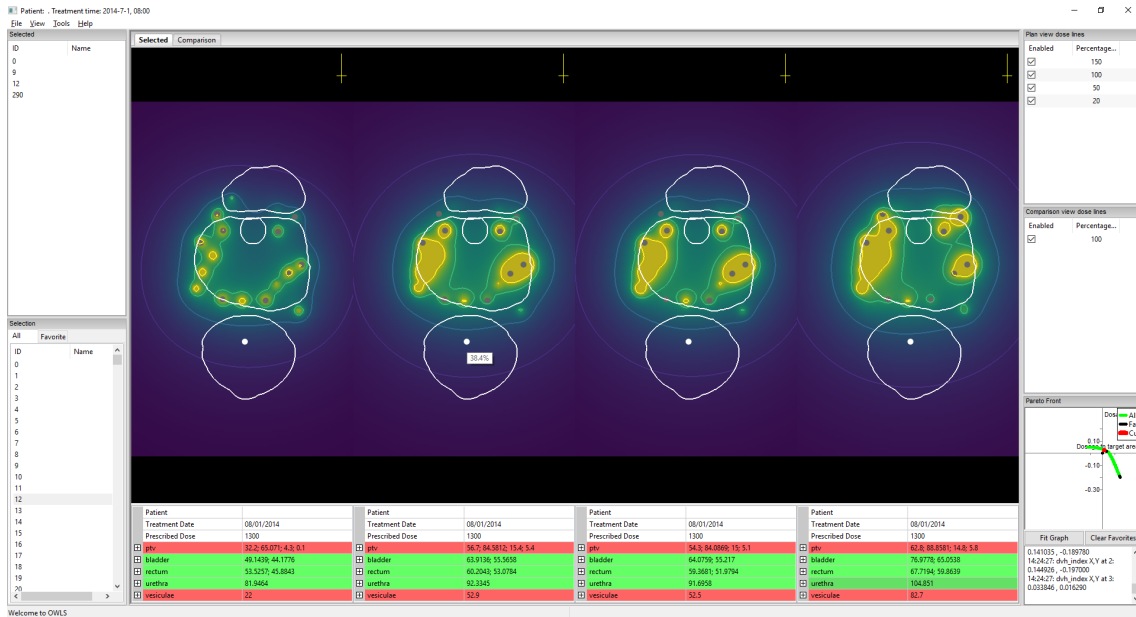 Patient: . Treatment time: 2014-7-1, 08:00
File View Tools Help
Selected
ID Name
0
9
12
290
Selection
All Favorite
ID Name
0
1
2
3
4
5
6
7
8
9
10
11
12
13
14
15
16
17
18
19
20
Selected Comparison
38.4%
Patient Patient Patient Patient
Treatment Date 08/01/2014 Treatment Date 08/01/2014 Treatment Date 08/01/2014 Treatment Date 08/01/2014
Prescribed Dose 1300 Prescribed Dose 1300 Prescribed Dose 1300 Prescribed Dose 1300
ptv 32.2; 65.071; 4.3; 0.1 ptv 56.7; 84.5812; 15.4; 5.4 ptv 54.3; 84.0869; 15; 5.1 ptv 62.8; 88.8581; 14.8; 5.8
bladder 49.1439; 44.1776 bladder 63.9136; 55.5658 bladder 64.0759; 55.217 bladder 76.9778; 65.0538
rectum 53.5257; 45.8843 rectum 60.2043; 53.0784 rectum 59.3681; 51.9794 rectum 67.7194; 59.8639
urethra 81.9464 urethra 92.3345 urethra 91.6958 urethra 104.851
vesiculae 22 vesiculae 52.9 vesiculae 52.5 vesiculae 82.7
Plan view dose lines
Enabled Percentage...
150
100
50
20
Comparison view dose lines
Enabled Percentage...
100
Pareto Front
0.10
-0.10
-0.30
Fit Graph Clear Favorites
0.141035 , -0.189780
14:24:27: dvh_index X,Y at 2:
0.144926 , -0.197000
14:24:27: dvh_index X,Y at 3:
0.033846 , 0.016290
Welcome to OWLS